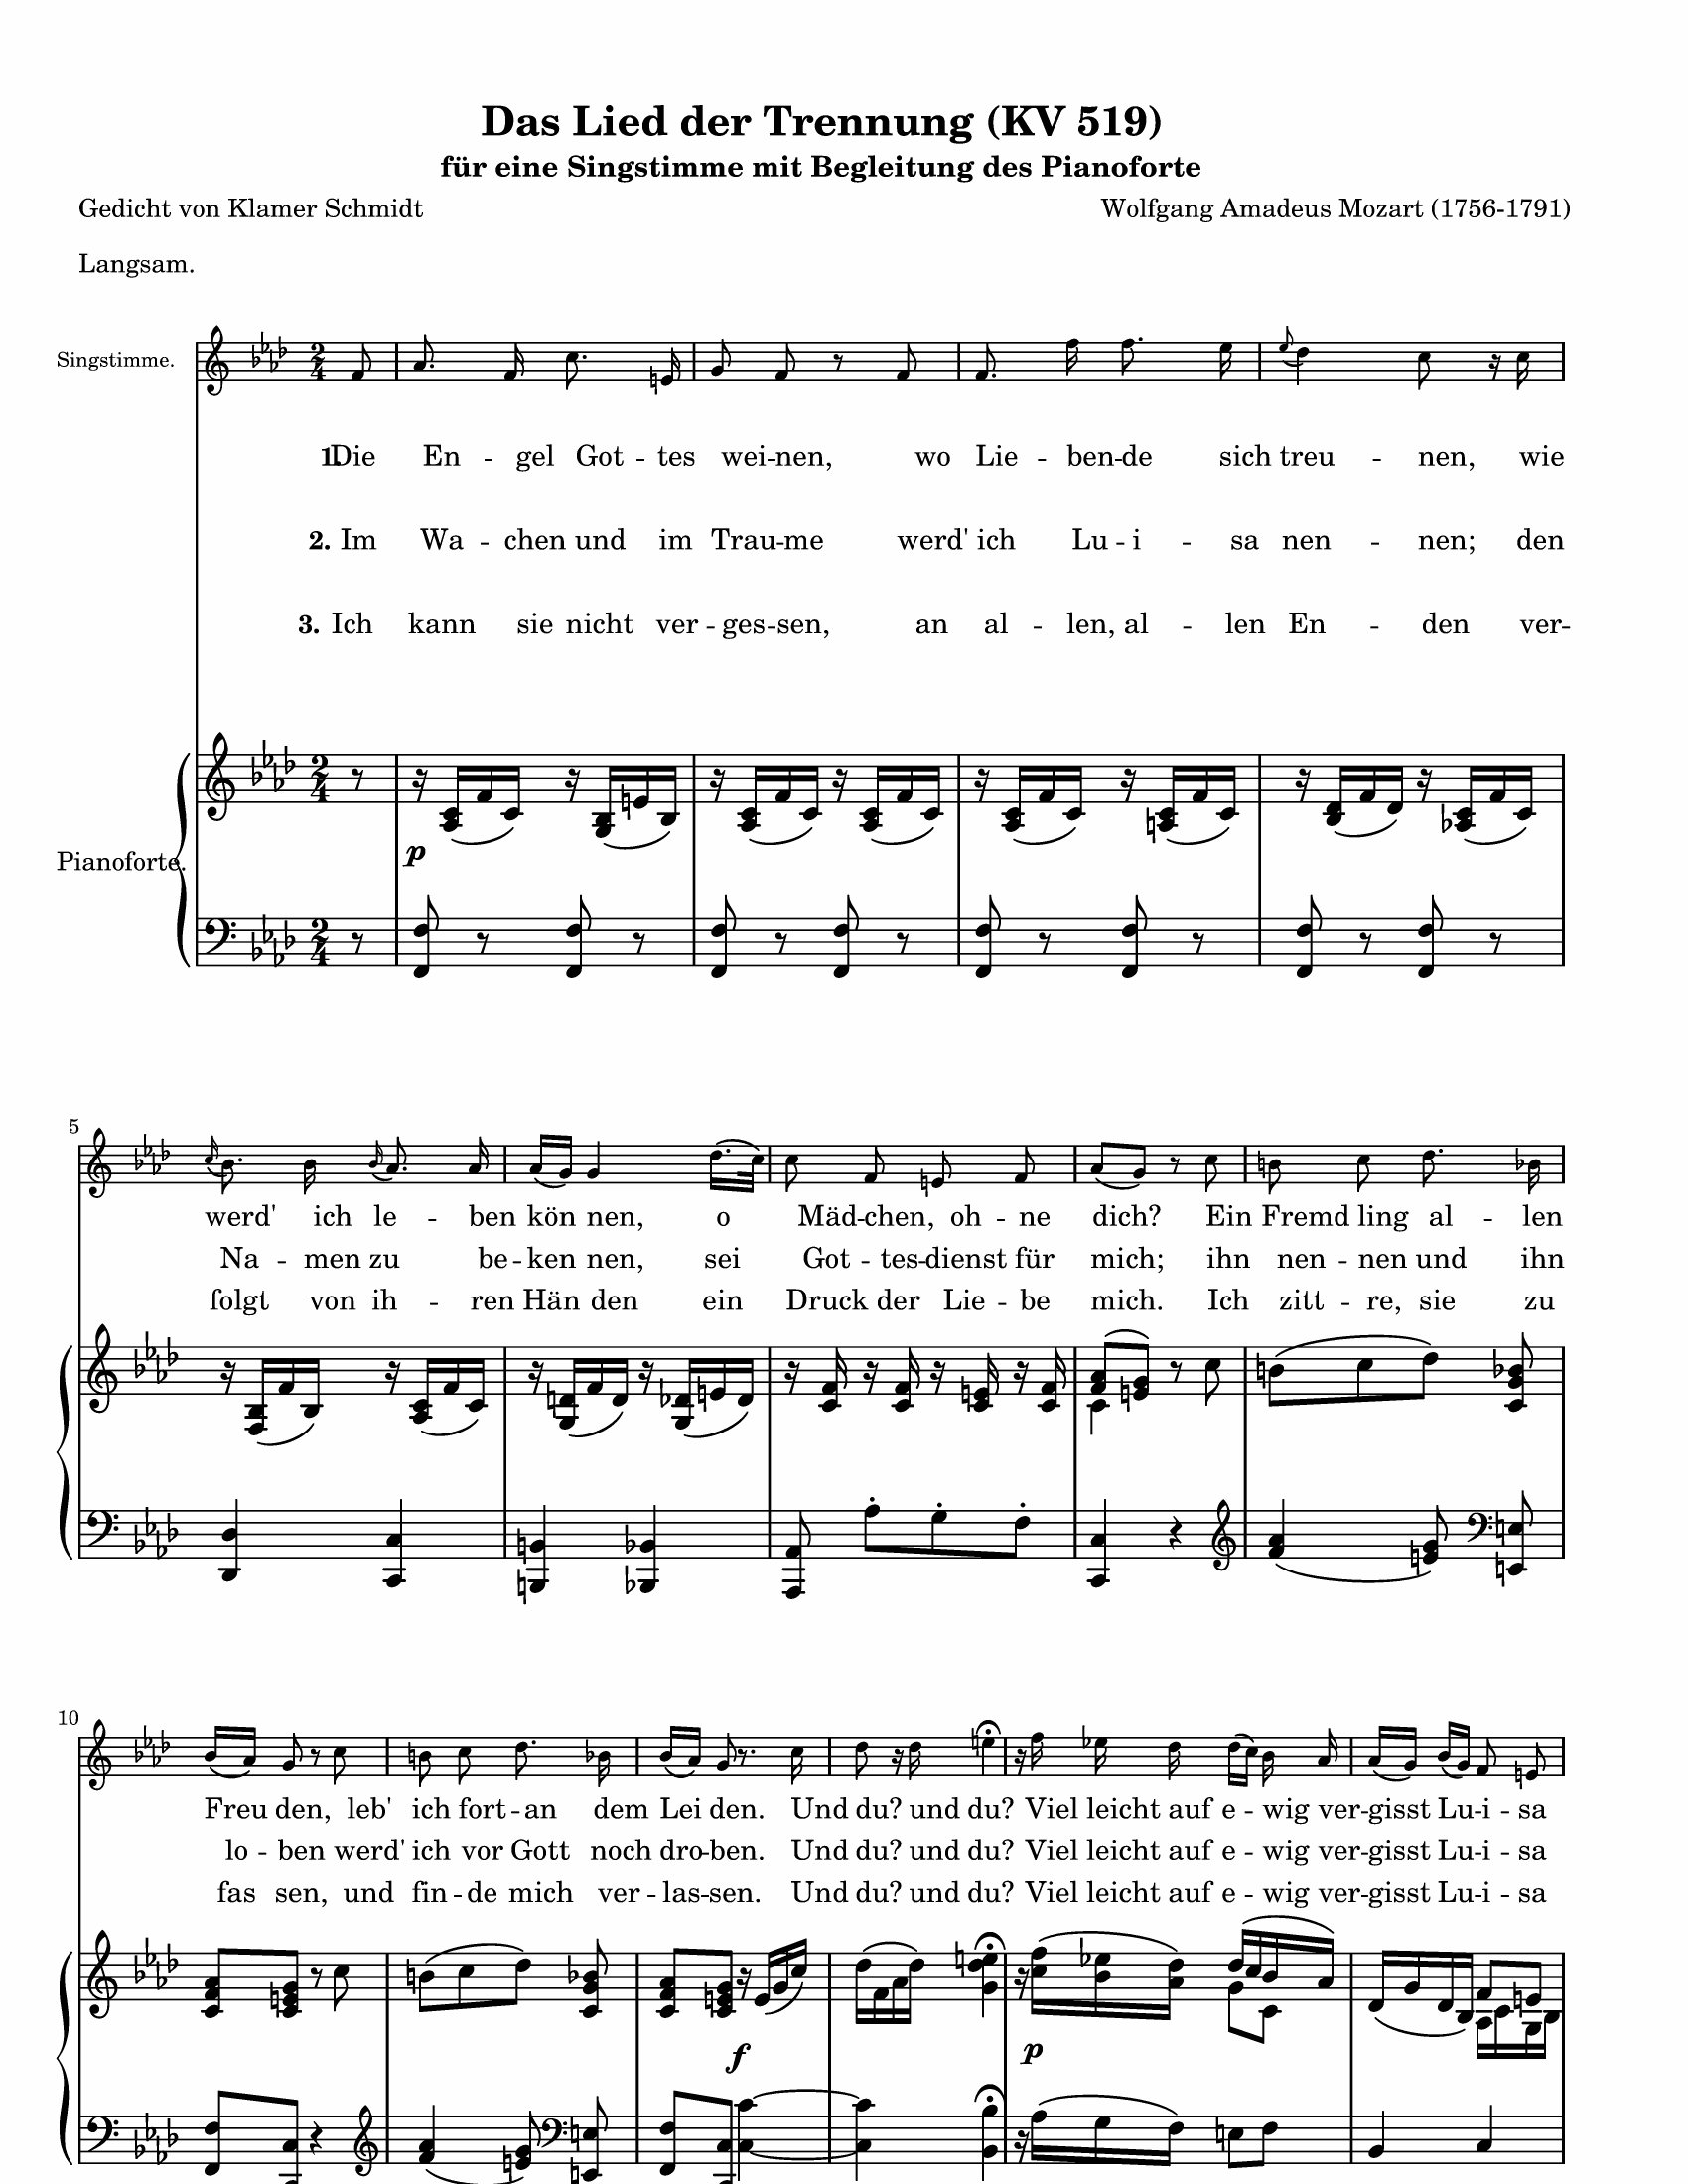 Das Lied der Trennung (KV 519)
für eine Singstimme mit Begleitung des Pianoforte
Gedicht von Klamer Schmidt
Wolfgang Amadeus Mozart (1756-1791)
Langsam.
Singstimme.
1. Die En -- gel Got -- tes wei -- nen, wo Lie -- ben -- de sich treu -- nen, wie
2. Im Wa -- chen und im Trau -- me werd' ich Lu -- i -- sa nen -- nen; den
3. Ich kann sie nicht ver -- ges -- sen, an al -- len, al -- len En -- den ver --
p
Pianoforte.
5
werd' ich le -- ben kön nen, o Mäd -- chen, oh -- ne dich? Ein Fremd ling al -- len
Na -- men zu be -- ken nen, sei Got -- tes -- dienst für mich; ihn nen -- nen und ihn
folgt von ih -- ren Hän den ein Druck der Lie -- be mich. Ich zitt -- re, sie zu
10
Freu den, leb' ich fort -- an dem Lei den. Und du? und du? Viel leicht auf e -- wig ver -- gisst Lu -- i -- sa
lo -- ben werd' ich vor Gott noch dro -- ben. Und du? und du? Viel leicht auf e -- wig ver -- gisst Lu -- i -- sa
fas sen, und fin -- de mich ver -- las -- sen. Und du? und du? Viel leicht auf e -- wig ver -- gisst Lu -- i -- sa
f p